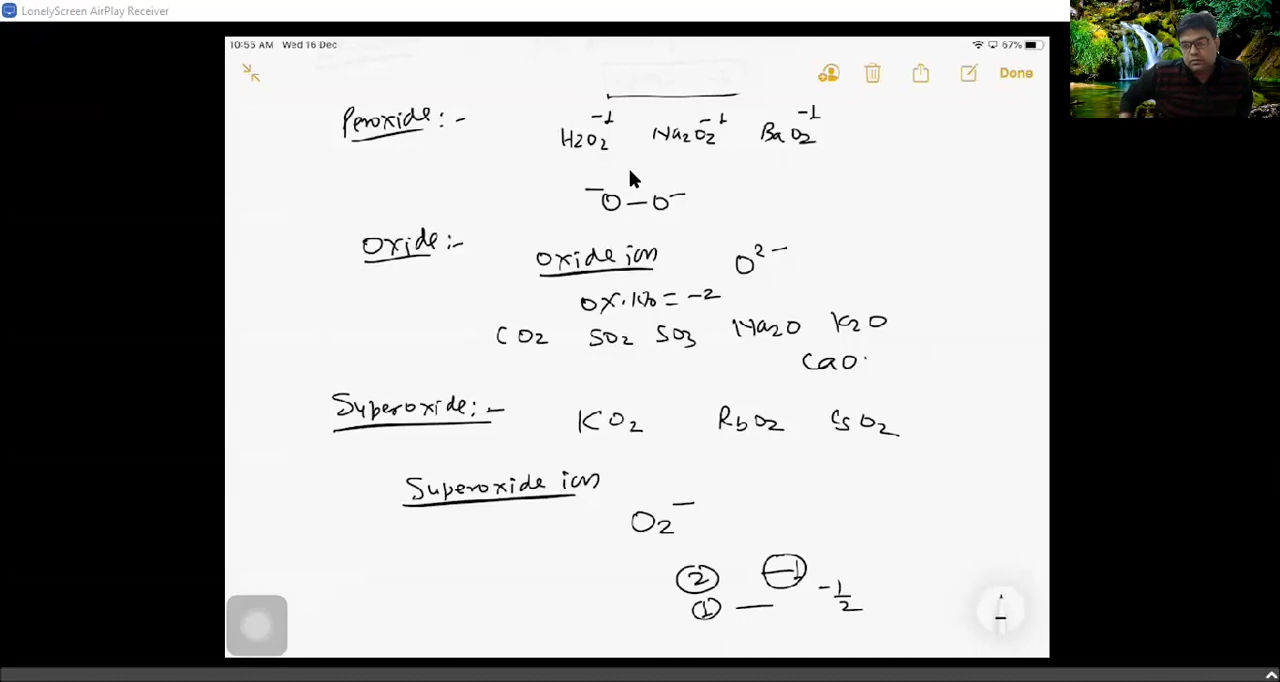 LonelyScreen AirPlay Receiver
10:55 AM Wed 16 Dec
67%
Done
Peroxide:- H2O2⁻¹ Na2O2⁻¹ BaO2⁻¹
⁻O—O⁻
Oxide:-
Oxide ion O²⁻
OX.No = -2
CO2 SO2 SO3 Na2O K2O
CaO
Superoxide:- KO2 RbO2 CsO2
Superoxide ion
O2⁻
2 -1
1 — -1/2